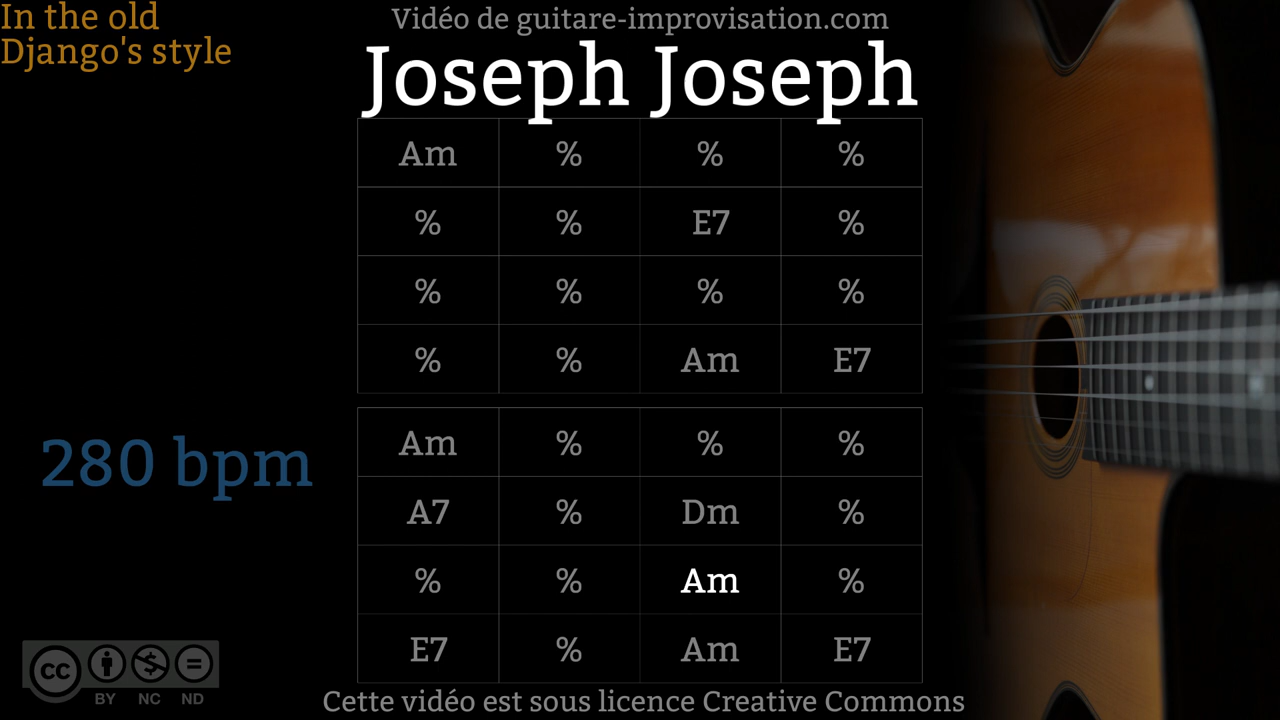 In the old
Django's style
Vidéo de guitare-improvisation.com
Joseph Joseph
Am % % %
% % E7 %
% % % %
% % Am E7
280 bpm
Am % % %
A7 % Dm %
% % Am %
E7 % Am E7
cc
BY NC ND
Cette vidéo est sous licence Creative Commons